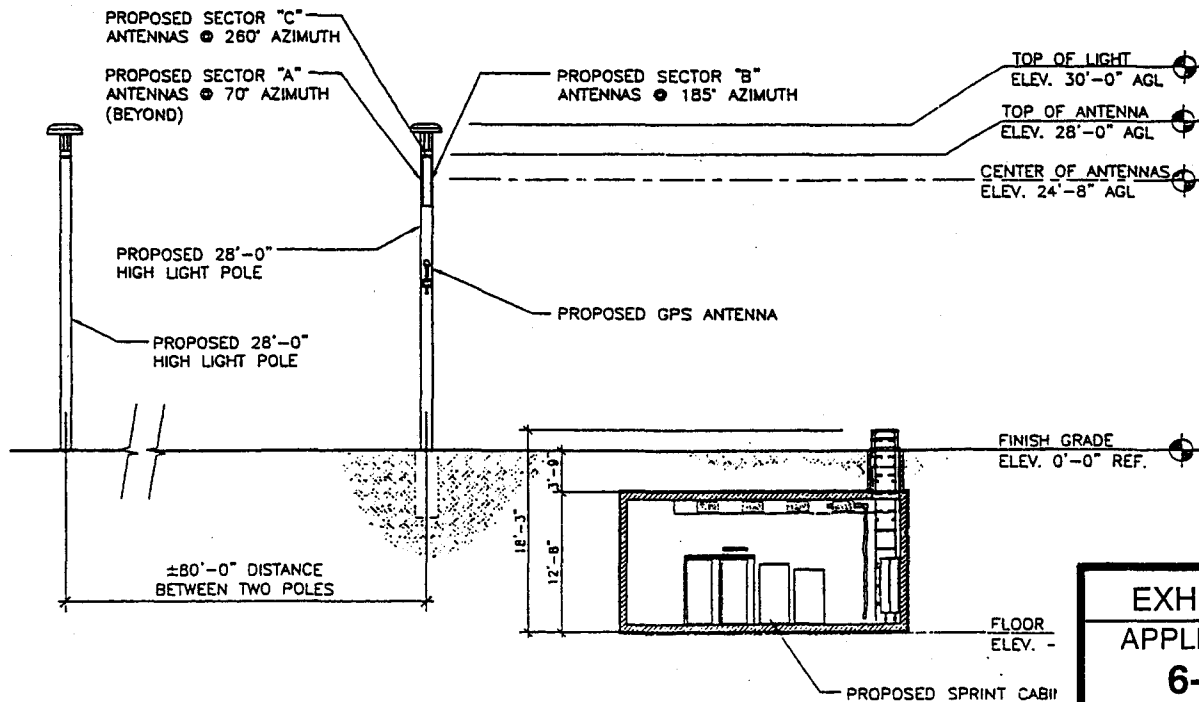 PROPOSED SECTOR "C"
ANTENNAS @ 260° AZIMUTH
PROPOSED SECTOR "A"
ANTENNAS @ 70° AZIMUTH
(BEYOND)
PROPOSED SECTOR "B"
ANTENNAS @ 185° AZIMUTH
TOP OF LIGHT
ELEV. 30'-0" AGL
TOP OF ANTENNA
ELEV. 28'-0" AGL
CENTER OF ANTENNAS
ELEV. 24'-8" AGL
PROPOSED 28'-0"
HIGH LIGHT POLE
PROPOSED GPS ANTENNA
PROPOSED 28'-0"
HIGH LIGHT POLE
FINISH GRADE
ELEV. 0'-0" REF.
3'-9"
18'-3"
12'-8"
±80'-0" DISTANCE
BETWEEN TWO POLES
FLOOR
ELEV. -
PROPOSED SPRINT CABI
EXH
APPLI
6-